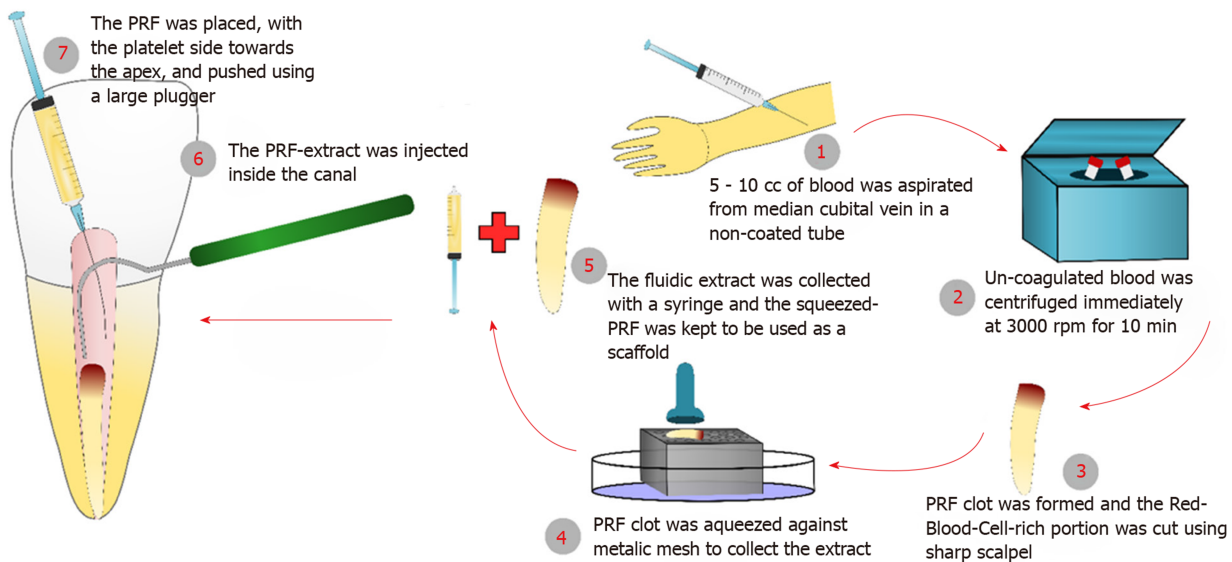 7
The PRF was placed, with
the platelet side towards
the apex, and pushed using
a large plugger
6
The PRF-extract was injected
inside the canal
1
5 - 10 cc of blood was aspirated
from median cubital vein in a
non-coated tube
2
Un-coagulated blood was
centrifuged immediately
at 3000 rpm for 10 min
5
The fluidic extract was collected
with a syringe and the squeezed-
PRF was kept to be used as a
scaffold
3
PRF clot was formed and the Red-
Blood-Cell-rich portion was cut using
sharp scalpel
4
PRF clot was aqueezed against
metalic mesh to collect the extract